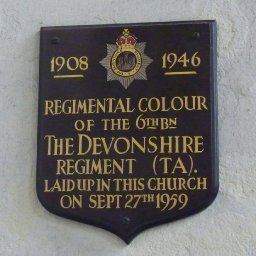 1908 1946
REGIMENTAL COLOUR
OF THE 6TH BN
THE DEVONSHIRE
REGIMENT (TA).
LAID UP IN THIS CHURCH
ON SEPT 27TH 1959